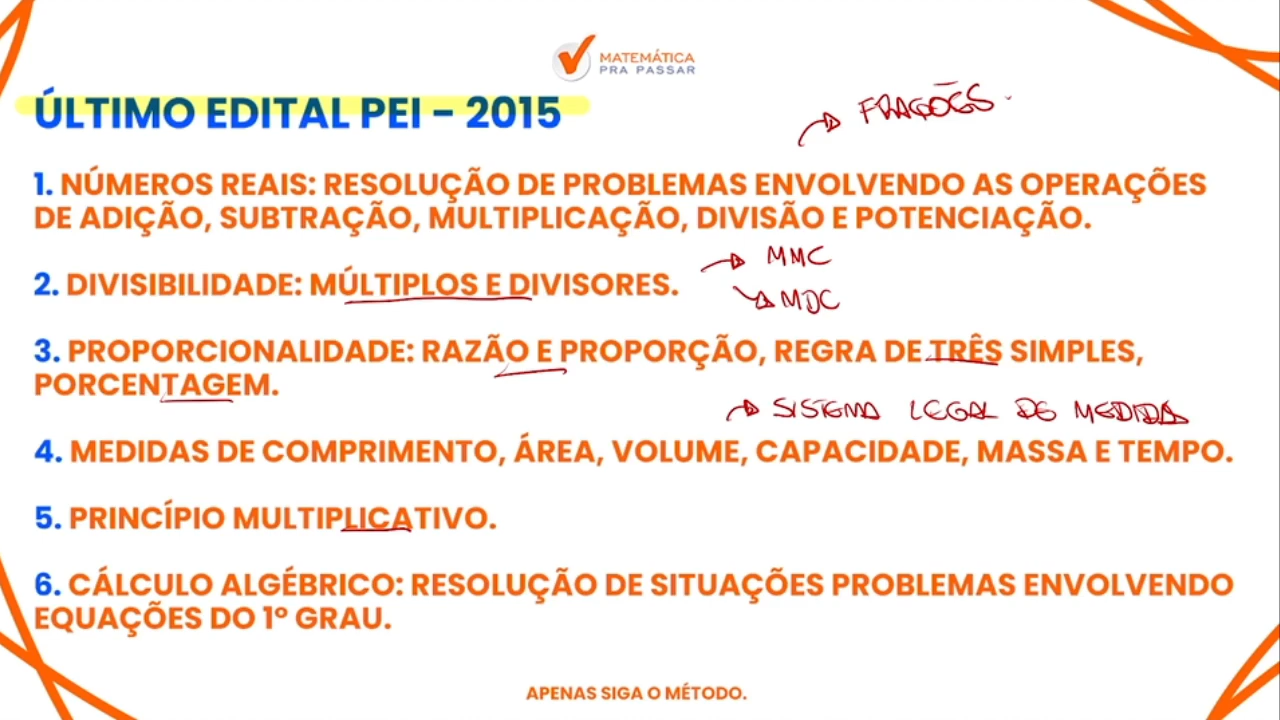 MATEMÁTICA
PRA PASSAR
ÚLTIMO EDITAL PEI - 2015
FRAÇÕES
1. NÚMEROS REAIS: RESOLUÇÃO DE PROBLEMAS ENVOLVENDO AS OPERAÇÕES
DE ADIÇÃO, SUBTRAÇÃO, MULTIPLICAÇÃO, DIVISÃO E POTENCIAÇÃO.
MMC
2. DIVISIBILIDADE: MÚLTIPLOS E DIVISORES.
MDC
3. PROPORCIONALIDADE: RAZÃO E PROPORÇÃO, REGRA DE TRÊS SIMPLES,
PORCENTAGEM.
SISTEMA LEGAL DE MEDIDA
4. MEDIDAS DE COMPRIMENTO, ÁREA, VOLUME, CAPACIDADE, MASSA E TEMPO.
5. PRINCÍPIO MULTIPLICATIVO.
6. CÁLCULO ALGÉBRICO: RESOLUÇÃO DE SITUAÇÕES PROBLEMAS ENVOLVENDO
EQUAÇÕES DO 1º GRAU.
APENAS SIGA O MÉTODO.